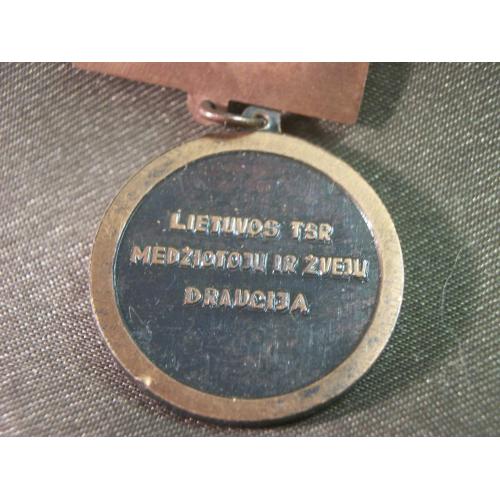 LIETUVOS TSR
MEDŽIOTOJŲ IR ŽVEJŲ
DRAUGIJA